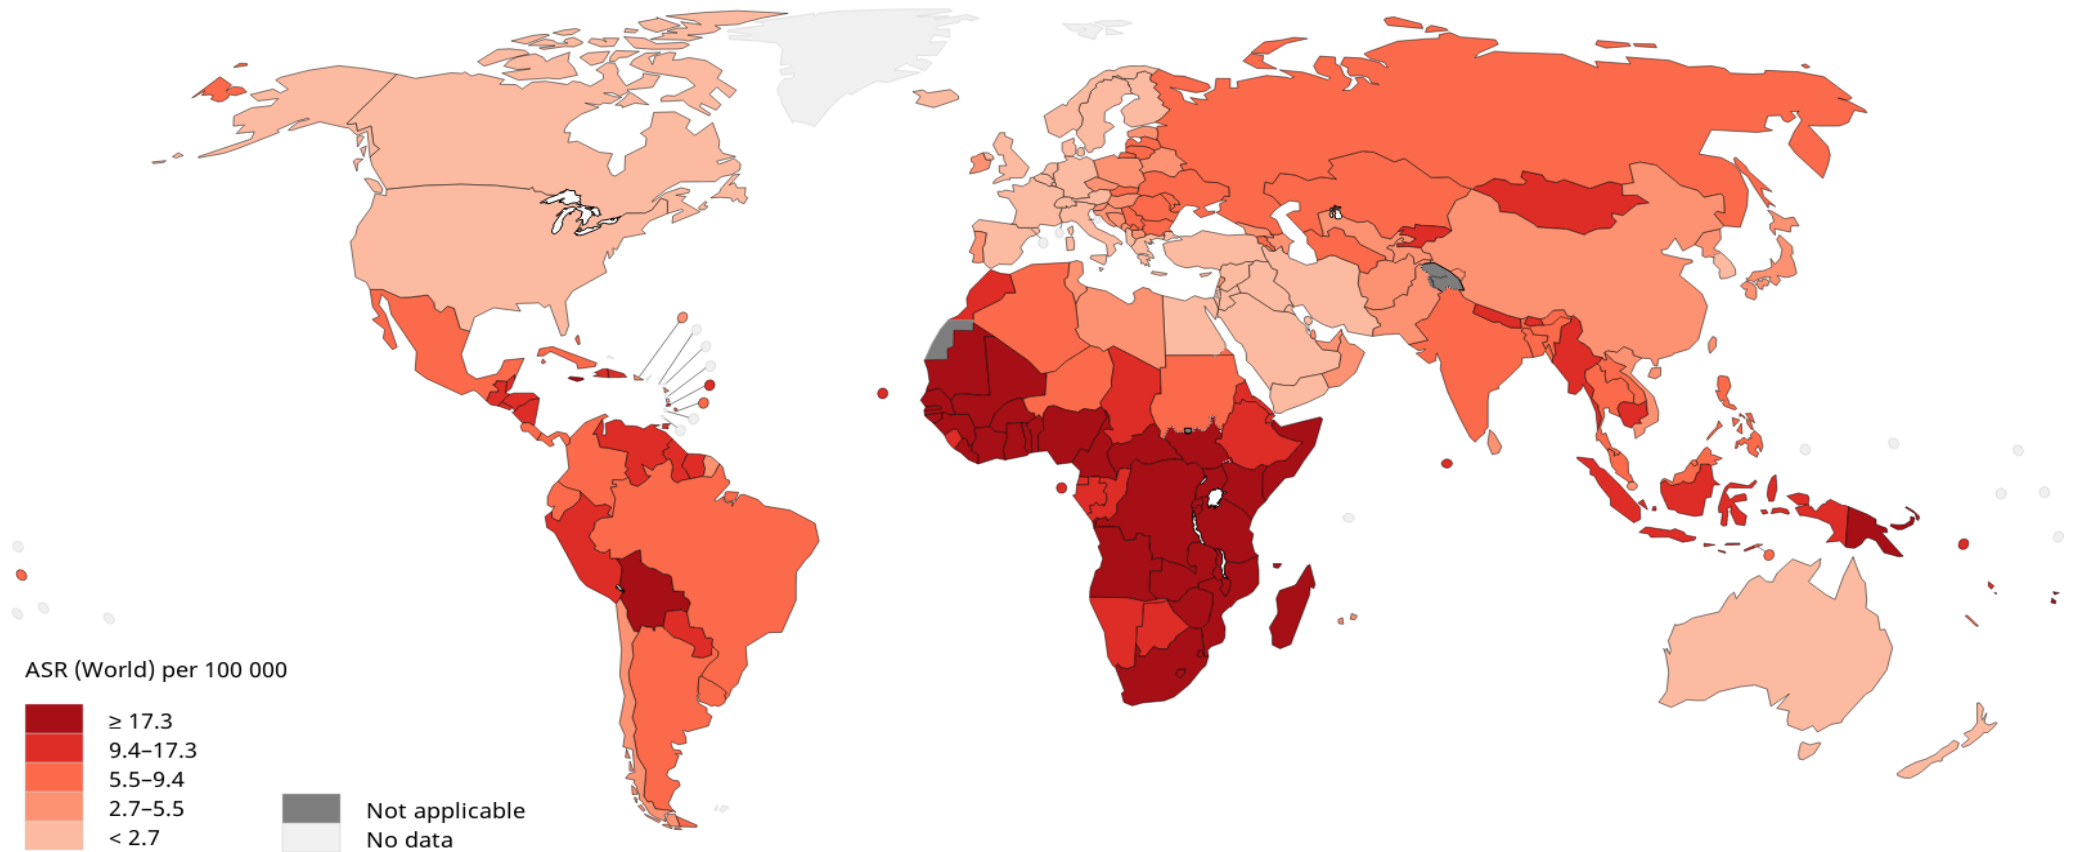 ASR (World) per 100 000
≥ 17.3
9.4–17.3
5.5–9.4
2.7–5.5
< 2.7
Not applicable
No data